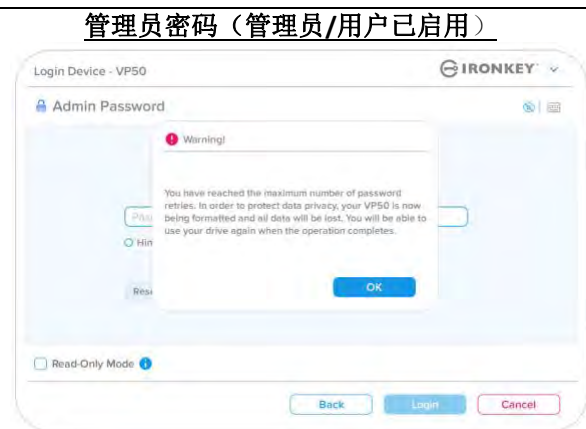 管理员密码（管理员/用户已启用）
Login Device - VP50
IRONKEY
Admin Password
Warning!
You have reached the maximum number of password
retries. In order to protect data privacy, your VP50 is now
being formatted and all data will be lost. You will be able to
use your drive again when the operation completes.
OK
Read-Only Mode
Back
Login
Cancel